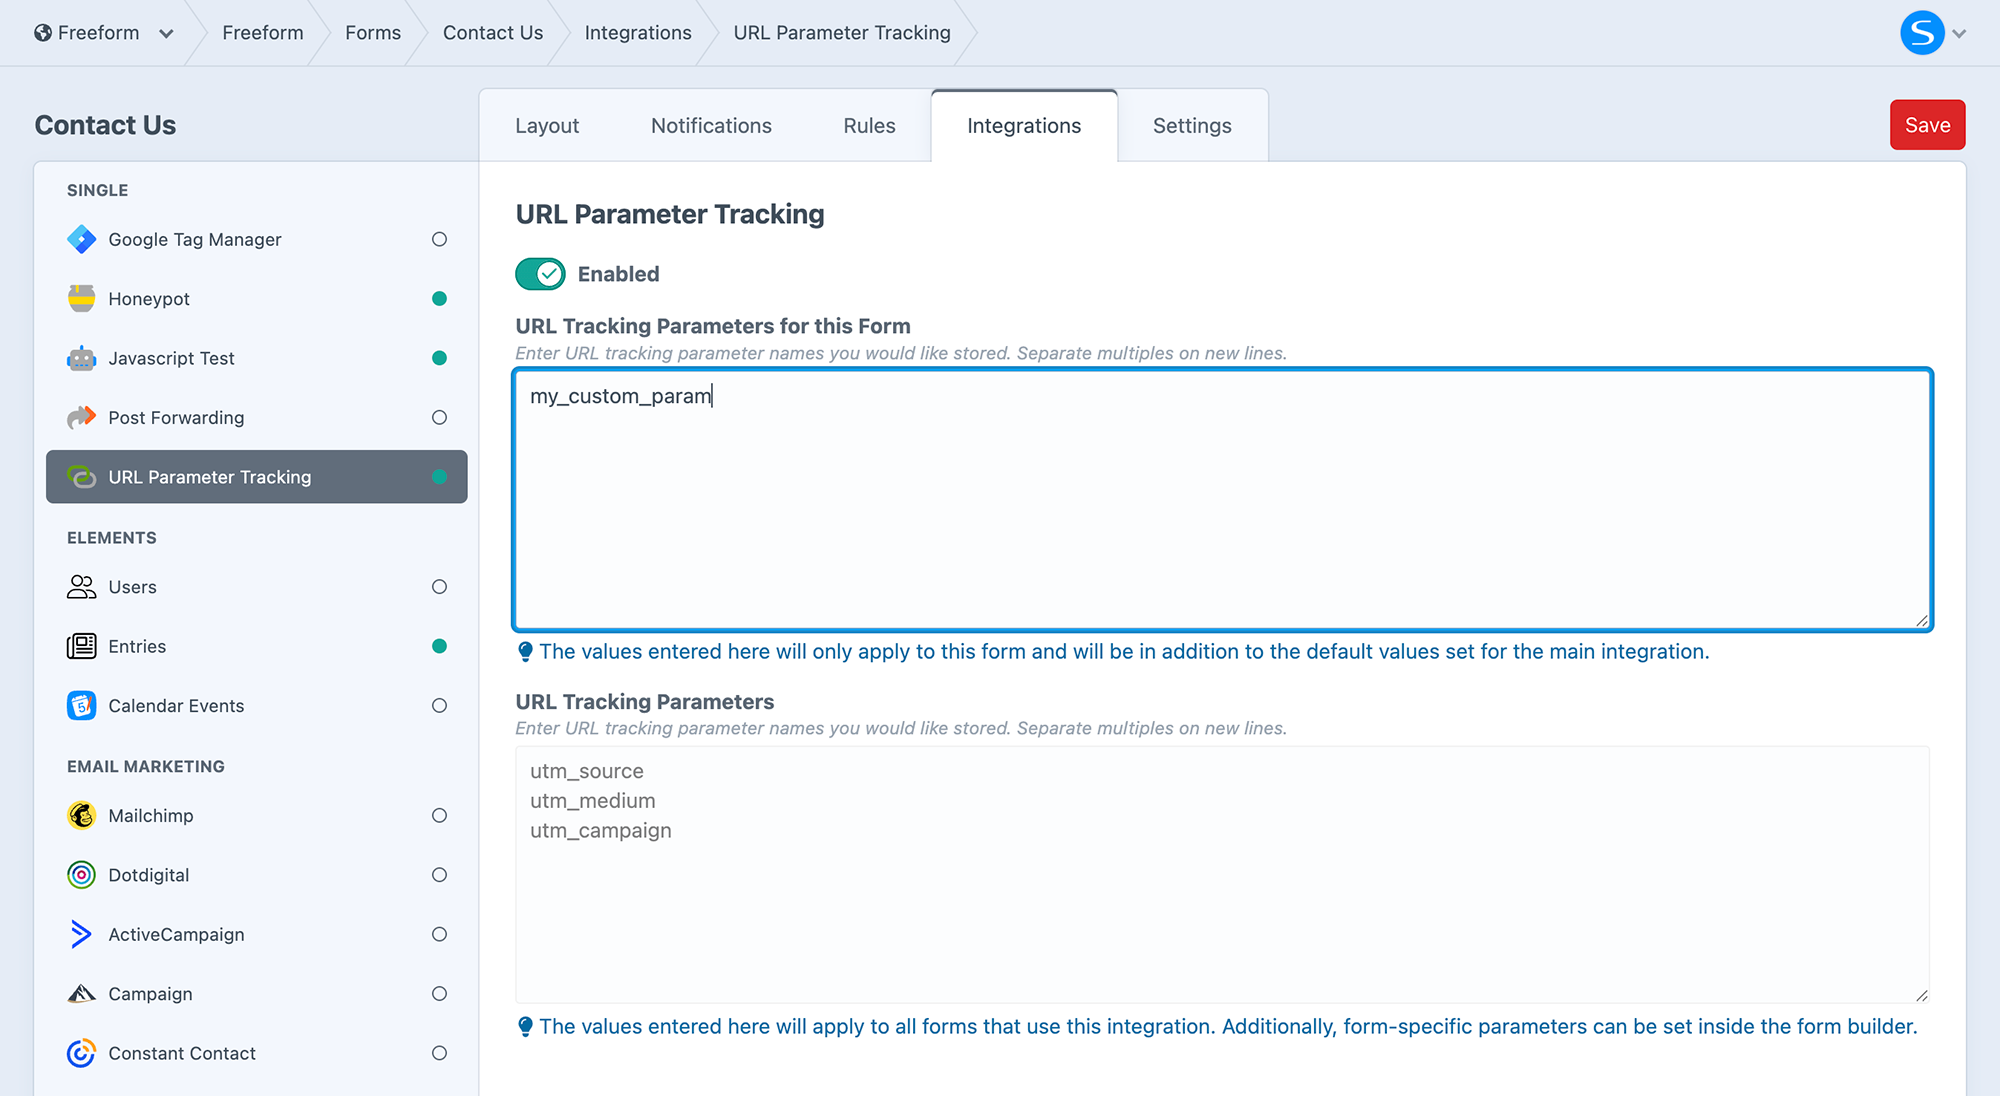 Freeform
Freeform
Forms
Contact Us
Integrations
URL Parameter Tracking
S
Contact Us
Layout
Notifications
Rules
Integrations
Settings
Save
SINGLE
Google Tag Manager
Honeypot
Javascript Test
Post Forwarding
URL Parameter Tracking
ELEMENTS
Users
Entries
5
Calendar Events
EMAIL MARKETING
Mailchimp
Dotdigital
ActiveCampaign
Campaign
Constant Contact
URL Parameter Tracking
Enabled
URL Tracking Parameters for this Form
Enter URL tracking parameter names you would like stored. Separate multiples on new lines.
my_custom_param
The values entered here will only apply to this form and will be in addition to the default values set for the main integration.
URL Tracking Parameters
Enter URL tracking parameter names you would like stored. Separate multiples on new lines.
utm_source
utm_medium
utm_campaign
The values entered here will apply to all forms that use this integration. Additionally, form-specific parameters can be set inside the form builder.